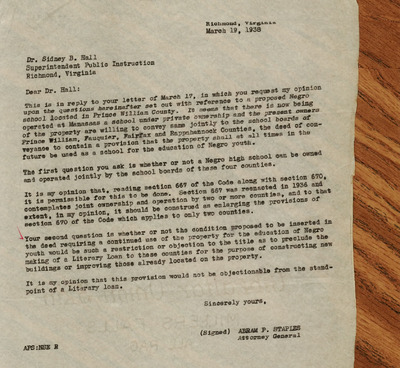 Richmond, Virginia
March 19, 1938
Dr. Sidney B. Hall
Superintendent Public Instruction
Richmond, Virginia
Dear Dr. Hall:
This is in reply to your letter of March 17, in which you request my opinion
upon the questions hereinafter set out with reference to a proposed Negro
school located in Prince William County. It seems that there is now being
operated at Manassas a school under private ownership and the present owners
of the property are willing to convey same jointly to the school boards of
Prince William, Fauquier, Fairfax and Rappahannock Counties, the deed of con-
veyance to contain a provision that the property shall at all times in the
future be used as a school for the education of Negro youth.
The first question you ask is whether or not a Negro high school can be owned
and operated jointly by the school boards of these four counties.
It is my opinion that, reading section 667 of the Code along with section 670,
it is permissible for this to be done. Section 667 was reenacted in 1936 and
contemplates joint ownership and operation by two or more counties, and to that
extent, in my opinion, it should be construed as enlarging the provisions of
section 670 of the Code which applies to only two counties.
Your second question is whether or not the condition proposed to be inserted in
the deed requiring a continued use of the property for the education of Negro
youth would be such a restriction or objection to the title as to preclude the
making of a Literary Loan to these counties for the purpose of constructing new
buildings or improving those already located on the property.
It is my opinion that this provision would not be objectionable from the stand-
point of a Literary loan.
Sincerely yours,
(Signed) ABRAM P. STAPLES
Attorney General
APS:NUK R